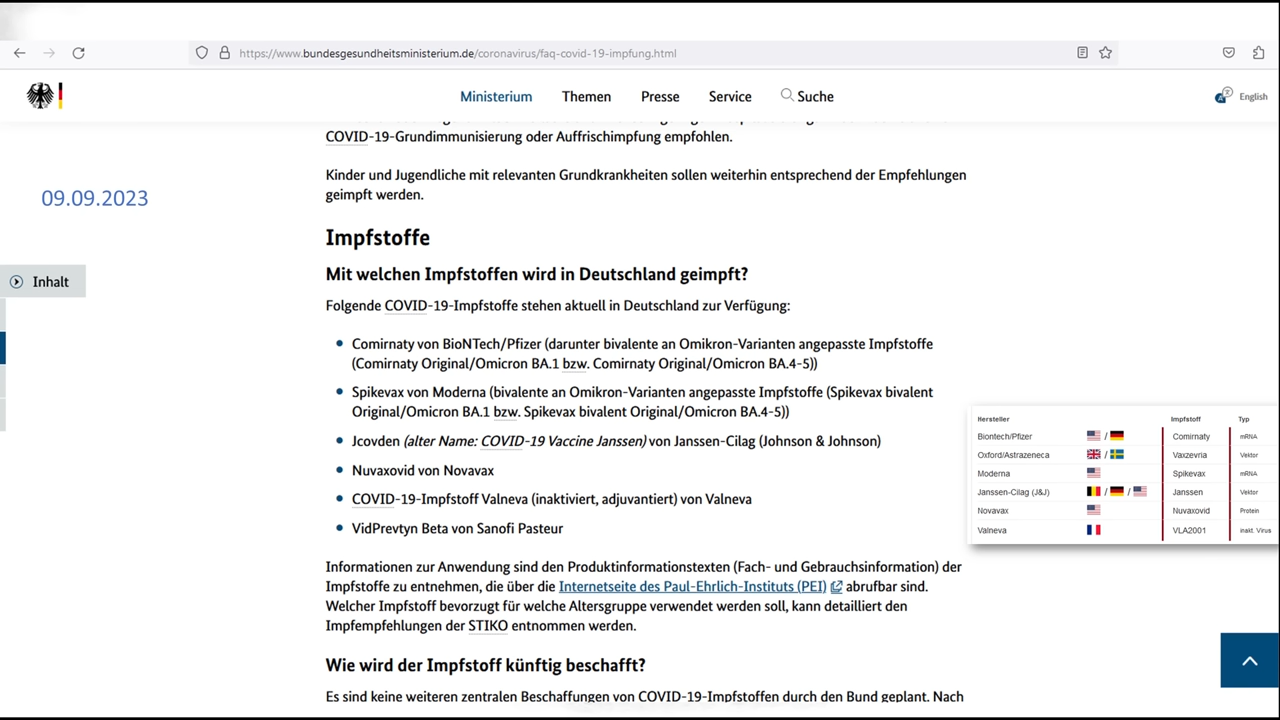 https://www.bundesgesundheitsministerium.de/coronavirus/faq-covid-19-impfung.html
Ministerium Themen Presse Service Suche
English
COVID-19-Grundimmunisierung oder Auffrischimpfung empfohlen.
Kinder und Jugendliche mit relevanten Grundkrankheiten sollen weiterhin entsprechend der Empfehlungen
geimpft werden.
09.09.2023
Impfstoffe
Inhalt
Mit welchen Impfstoffen wird in Deutschland geimpft?
Folgende COVID-19-Impfstoffe stehen aktuell in Deutschland zur Verfügung:
Comirnaty von BioNTech/Pfizer (darunter bivalente an Omikron-Varianten angepasste Impfstoffe
(Comirnaty Original/Omicron BA.1 bzw. Comirnaty Original/Omicron BA.4-5))
Spikevax von Moderna (bivalente an Omikron-Varianten angepasste Impfstoffe (Spikevax bivalent
Original/Omicron BA.1 bzw. Spikevax bivalent Original/Omicron BA.4-5))
Jcovden (alter Name: COVID-19 Vaccine Janssen) von Janssen-Cilag (Johnson & Johnson)
Nuvaxovid von Novavax
COVID-19-Impfstoff Valneva (inaktiviert, adjuvantiert) von Valneva
VidPrevtyn Beta von Sanofi Pasteur
Informationen zur Anwendung sind den Produktinformationstexten (Fach- und Gebrauchsinformation) der
Impfstoffe zu entnehmen, die über die Internetseite des Paul-Ehrlich-Instituts (PEI) abrufbar sind.
Welcher Impfstoff bevorzugt für welche Altersgruppe verwendet werden soll, kann detailliert den
Impfempfehlungen der STIKO entnommen werden.
Wie wird der Impfstoff künftig beschafft?
Es sind keine weiteren zentralen Beschaffungen von COVID-19-Impfstoffen durch den Bund geplant. Nach
Hersteller Impfstoff Typ
Biontech/Pfizer / Comirnaty mRNA
Oxford/Astrazeneca / Vaxzevria Vektor
Moderna Spikevax mRNA
Janssen-Cilag (J&J) / / Janssen Vektor
Novavax Nuvaxovid Protein
Valneva VLA2001 inakt. Virus